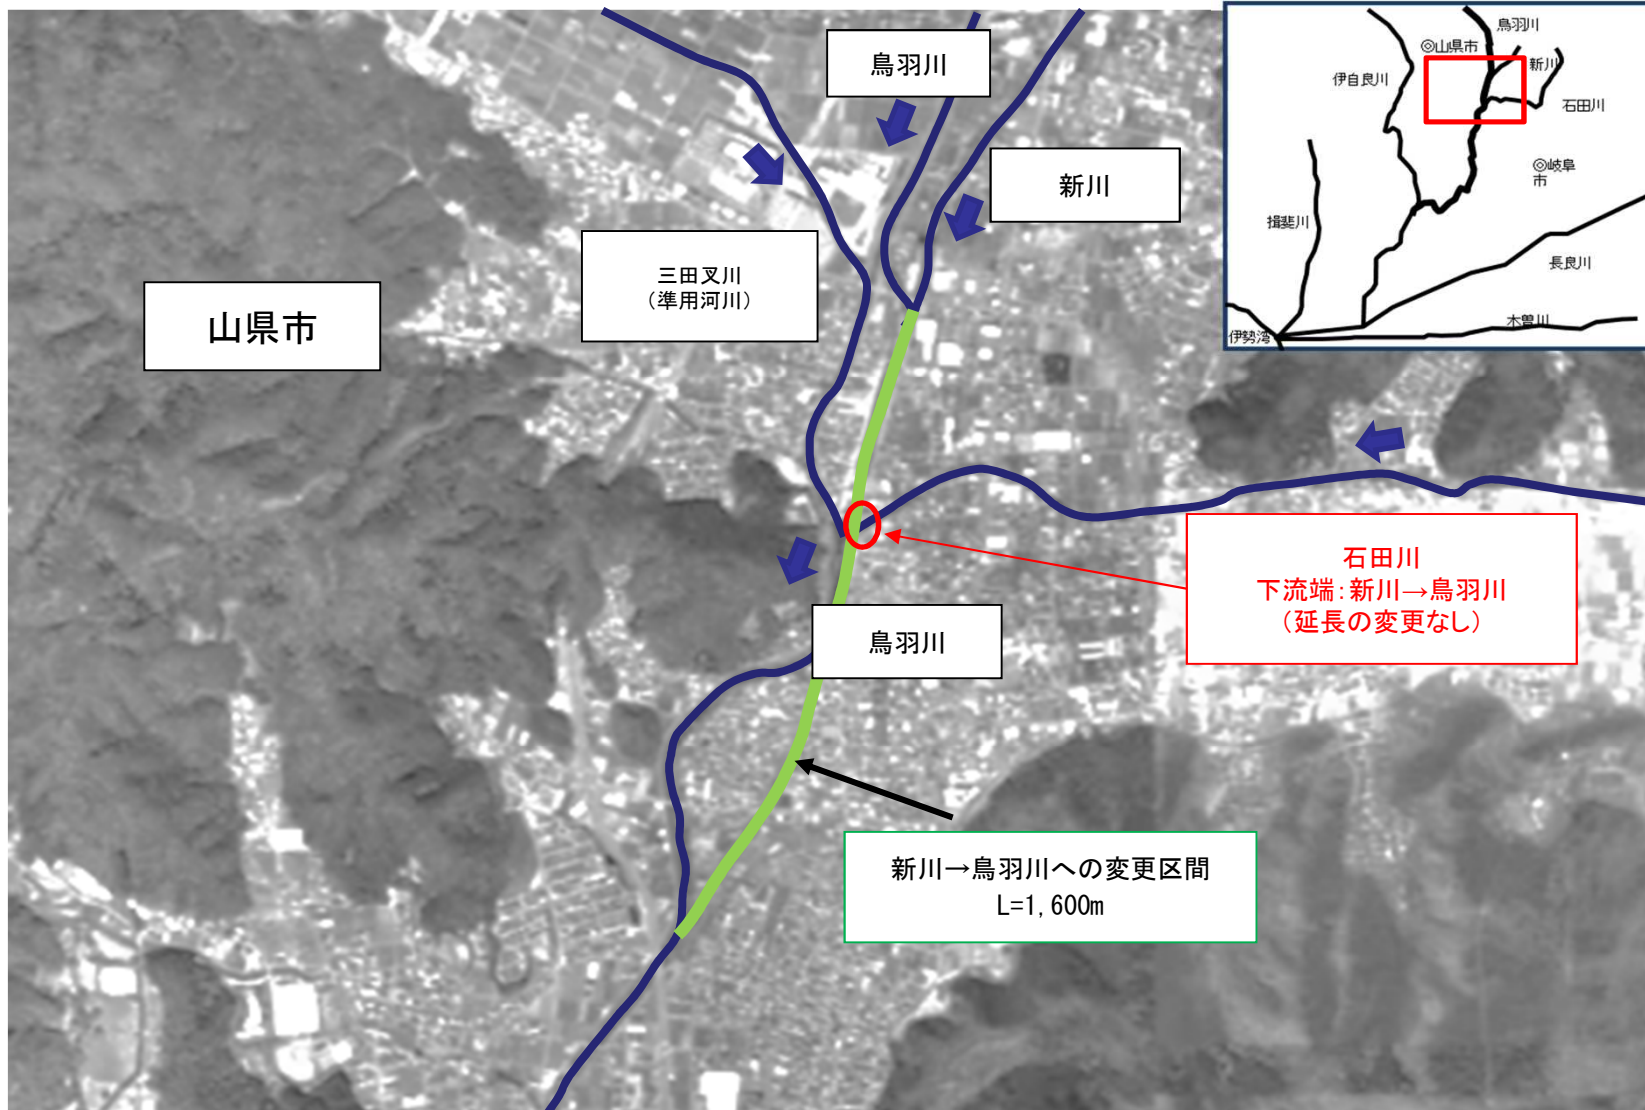 鳥羽川
新川
三田叉川
（準用河川）
山県市
鳥羽川
◎山県市
新川
伊自良川
石田川
◎岐阜
市
揖斐川
長良川
木曽川
伊勢湾
石田川
下流端：新川→鳥羽川
（延長の変更なし）
鳥羽川
新川→鳥羽川への変更区間
L=1,600m